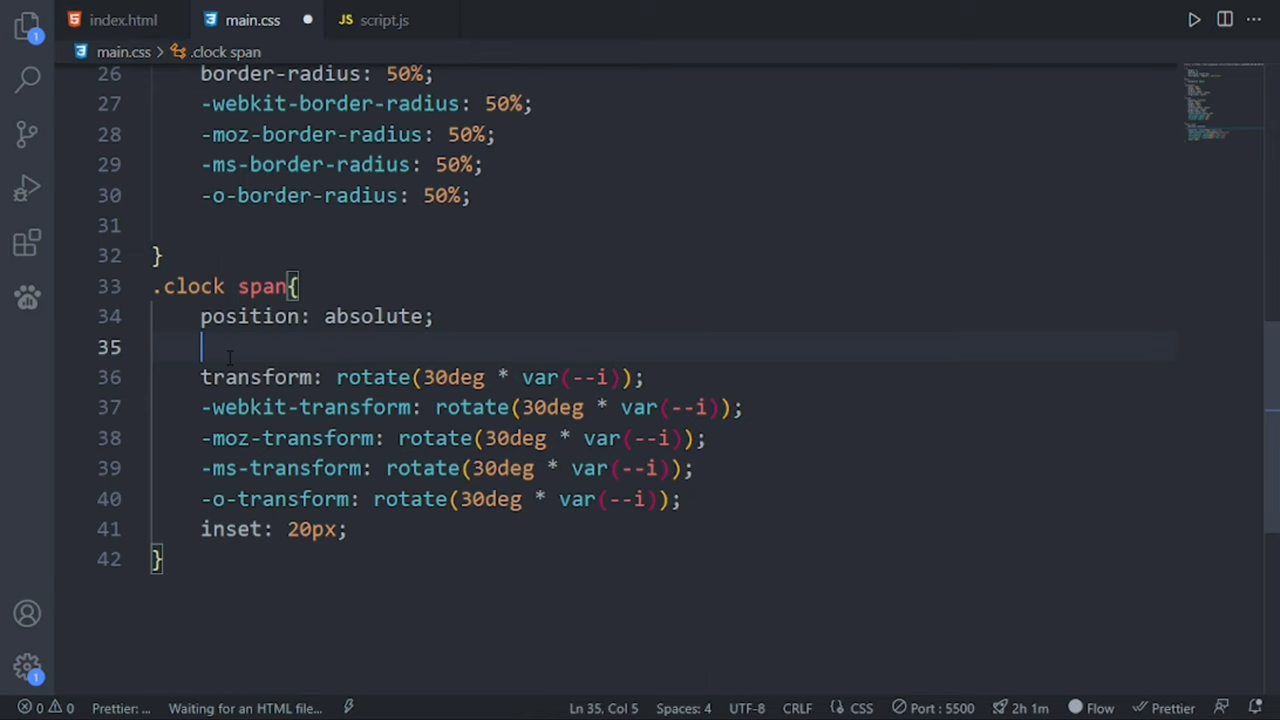 index.html main.css JS script.js
main.css > .clock span
26 border-radius: 50%;
27 -webkit-border-radius: 50%;
28 -moz-border-radius: 50%;
29 -ms-border-radius: 50%;
30 -o-border-radius: 50%;
31
32 }
33 .clock span{
34 position: absolute;
35
36 transform: rotate(30deg * var(--i));
37 -webkit-transform: rotate(30deg * var(--i));
38 -moz-transform: rotate(30deg * var(--i));
39 -ms-transform: rotate(30deg * var(--i));
40 -o-transform: rotate(30deg * var(--i));
41 inset: 20px;
42 }
1
1
0 0 Prettier: ... Waiting for an HTML file... Ln 35, Col 5 Spaces: 4 UTF-8 CRLF CSS Port : 5500 2h 1m Flow Prettier